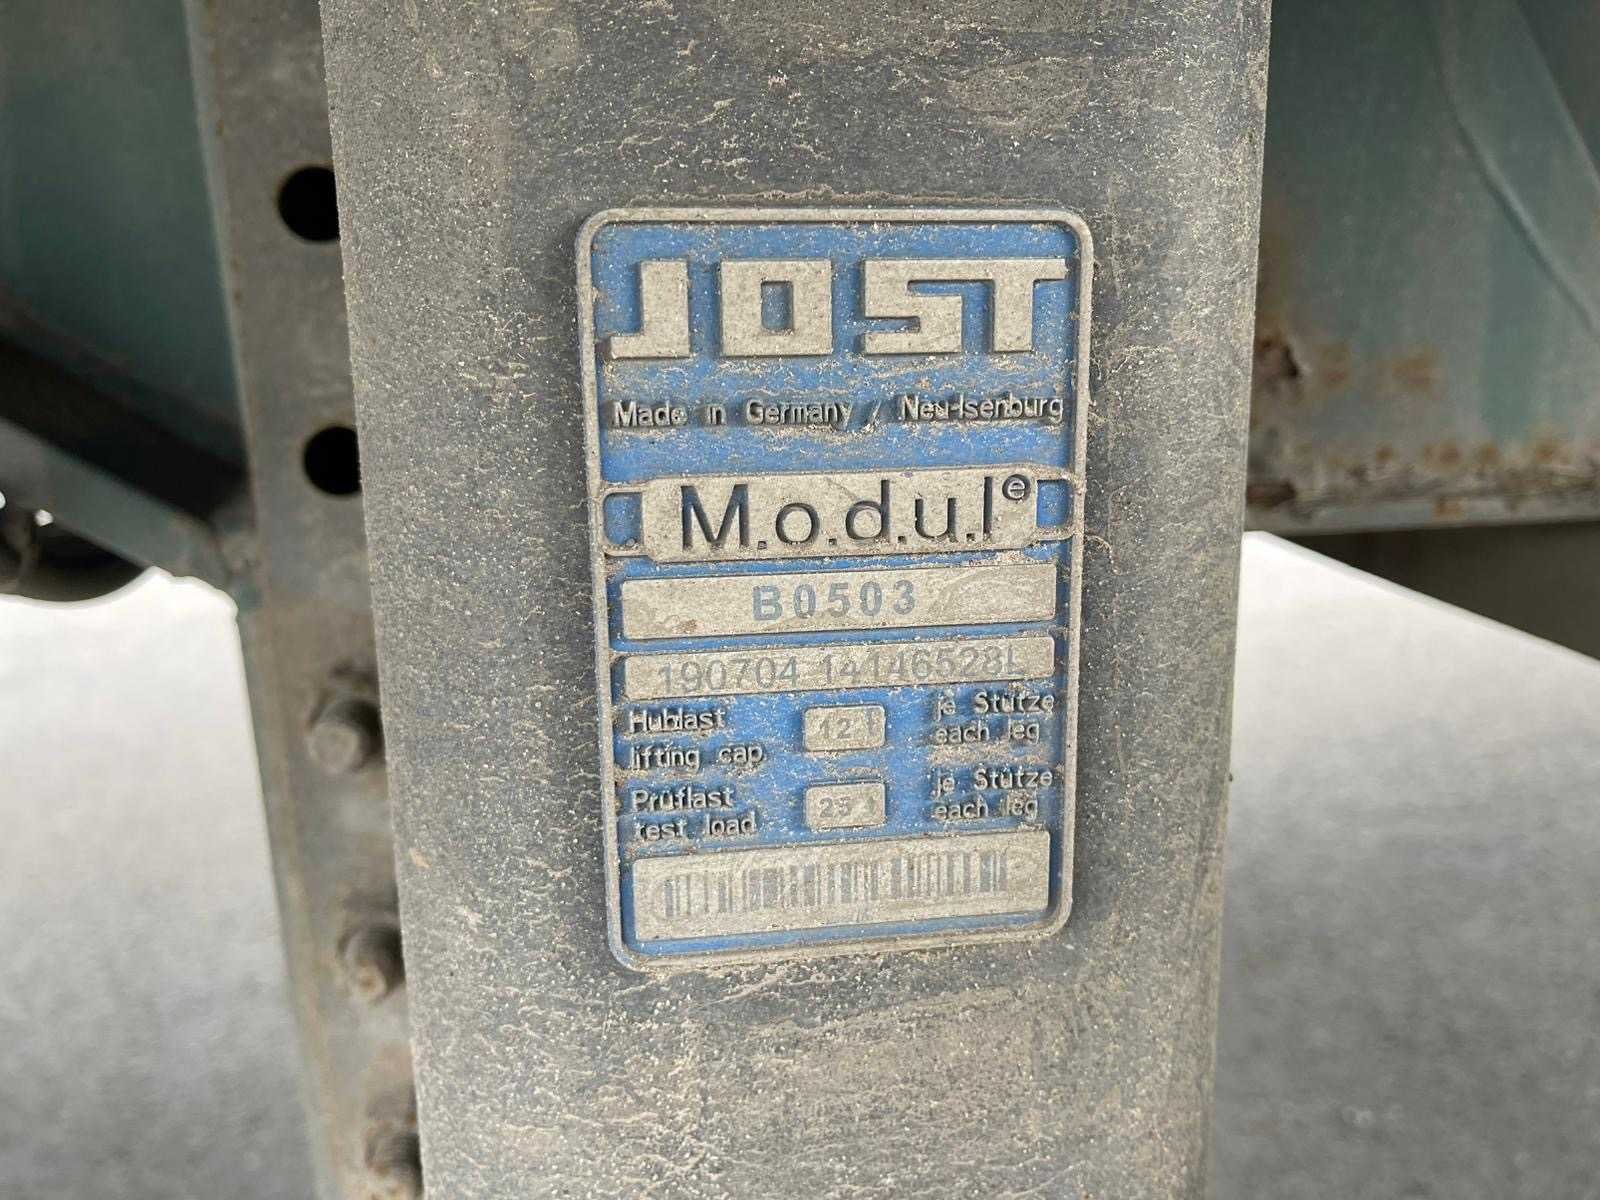 JOST
Made in Germany / Neu-Isenburg
M.o.d.u.l e
B0503
190704 14146528L
Hublast 12 t je Stütze
lifting cap each leg
Prüflast 25 t je Stütze
test load each leg